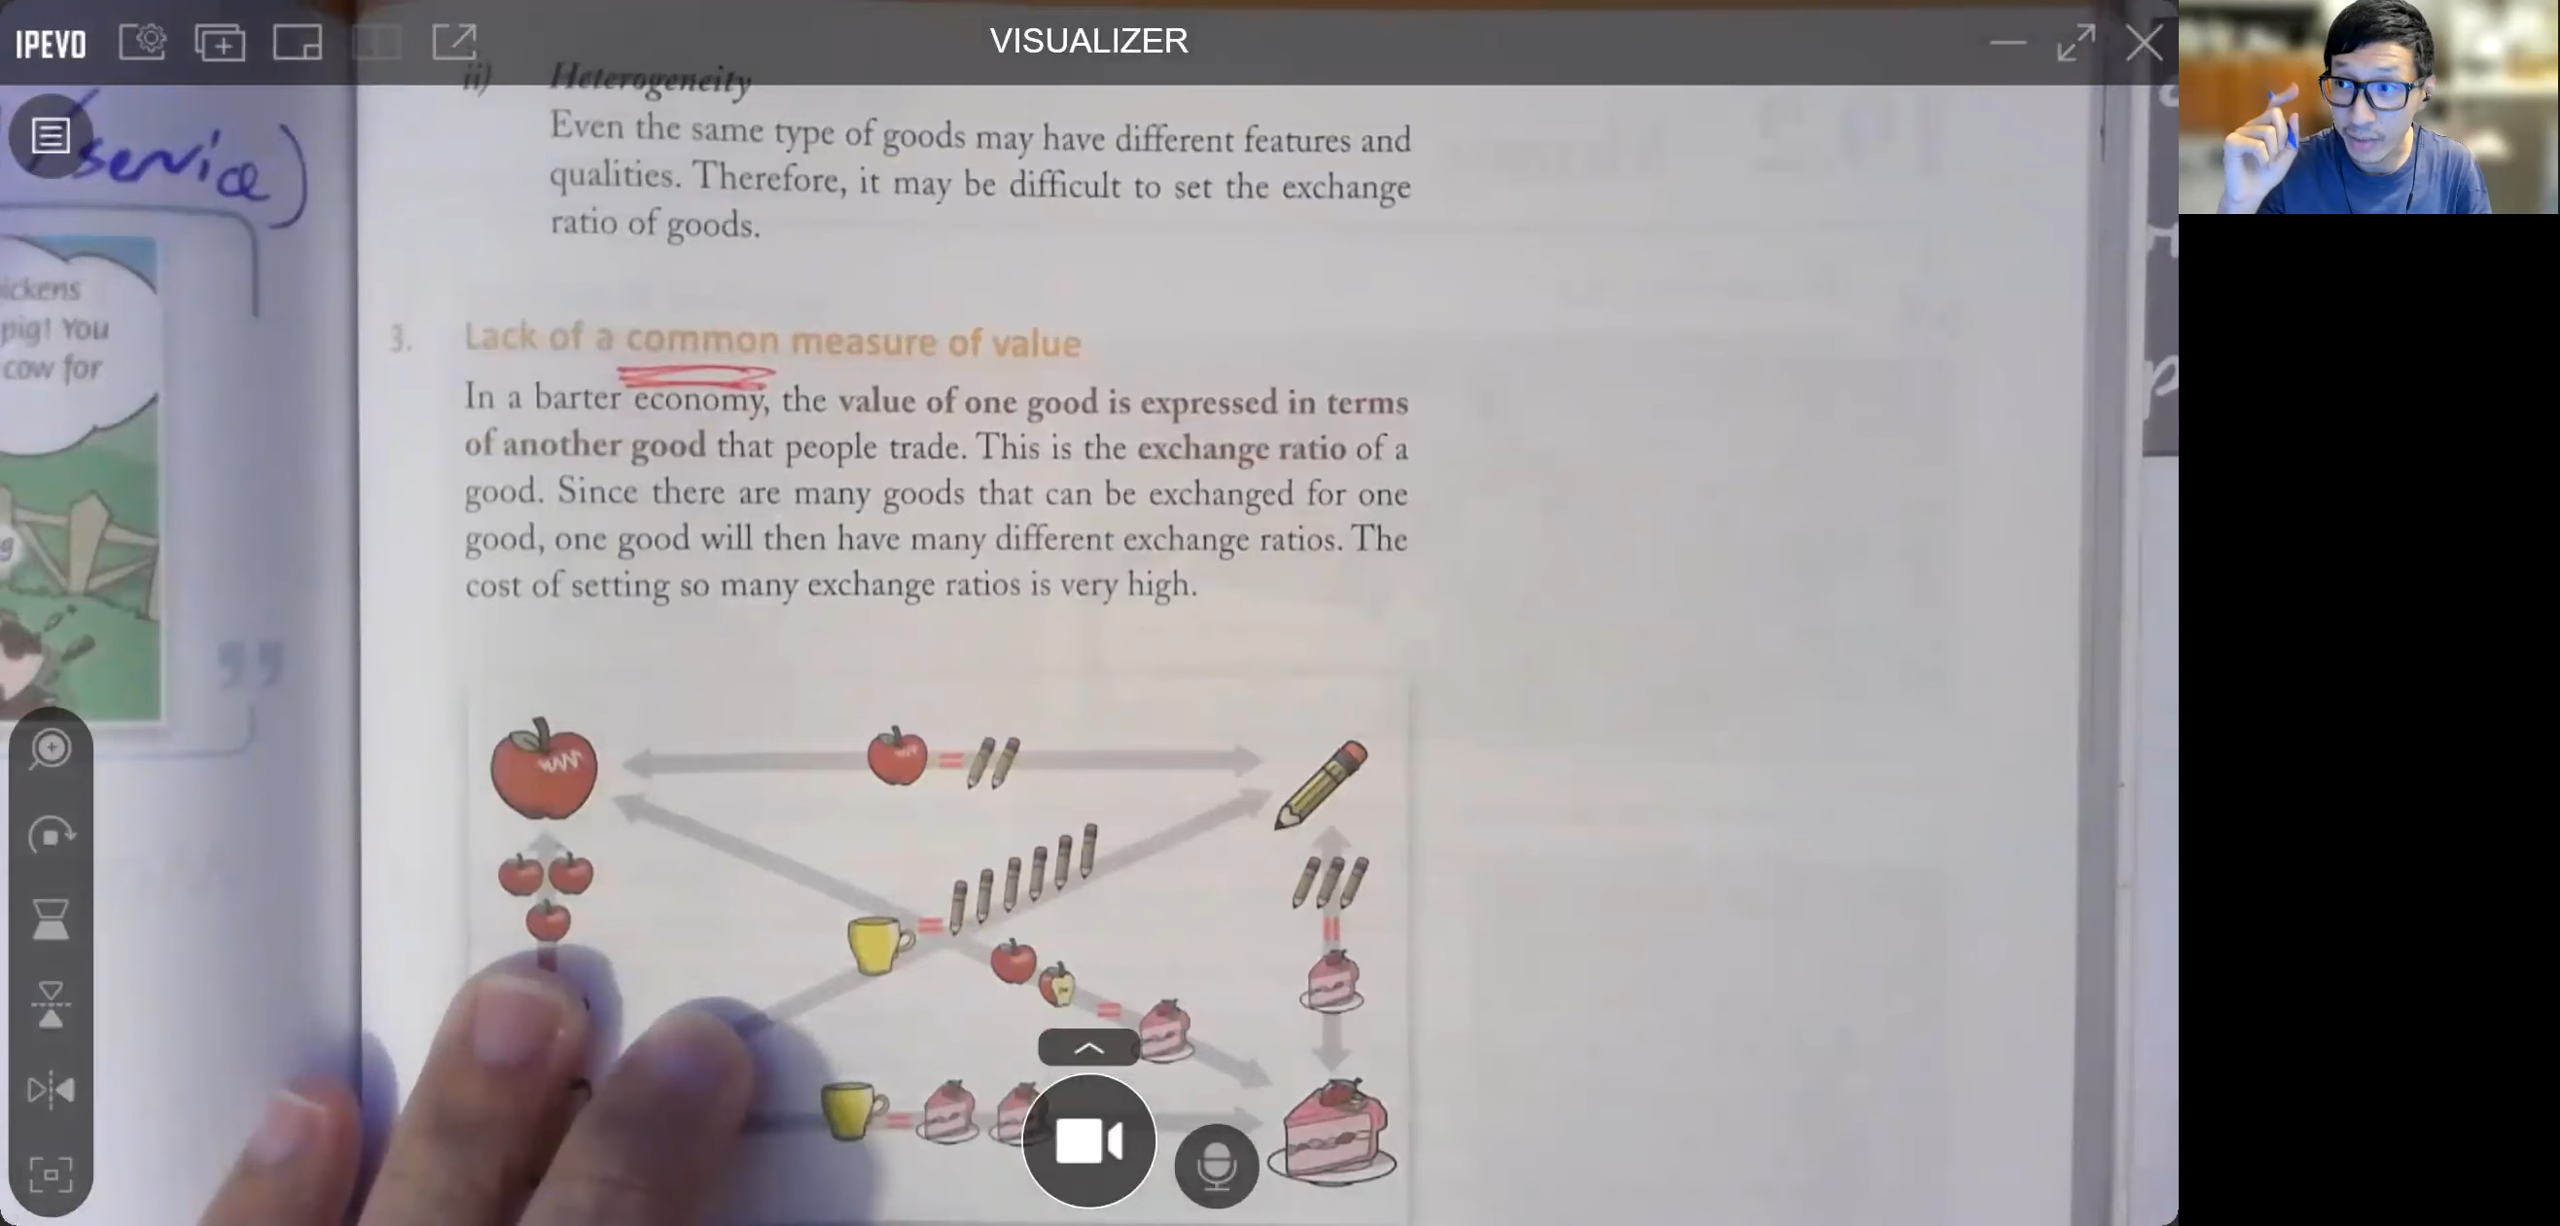 IPEVO
VISUALIZER
service)
ickens
pig! You
cow for
ii) Heterogeneity
Even the same type of goods may have different features and
qualities. Therefore, it may be difficult to set the exchange
ratio of goods.
3. Lack of a common measure of value
In a barter economy, the value of one good is expressed in terms
of another good that people trade. This is the exchange ratio of a
good. Since there are many goods that can be exchanged for one
good, one good will then have many different exchange ratios. The
cost of setting so many exchange ratios is very high.